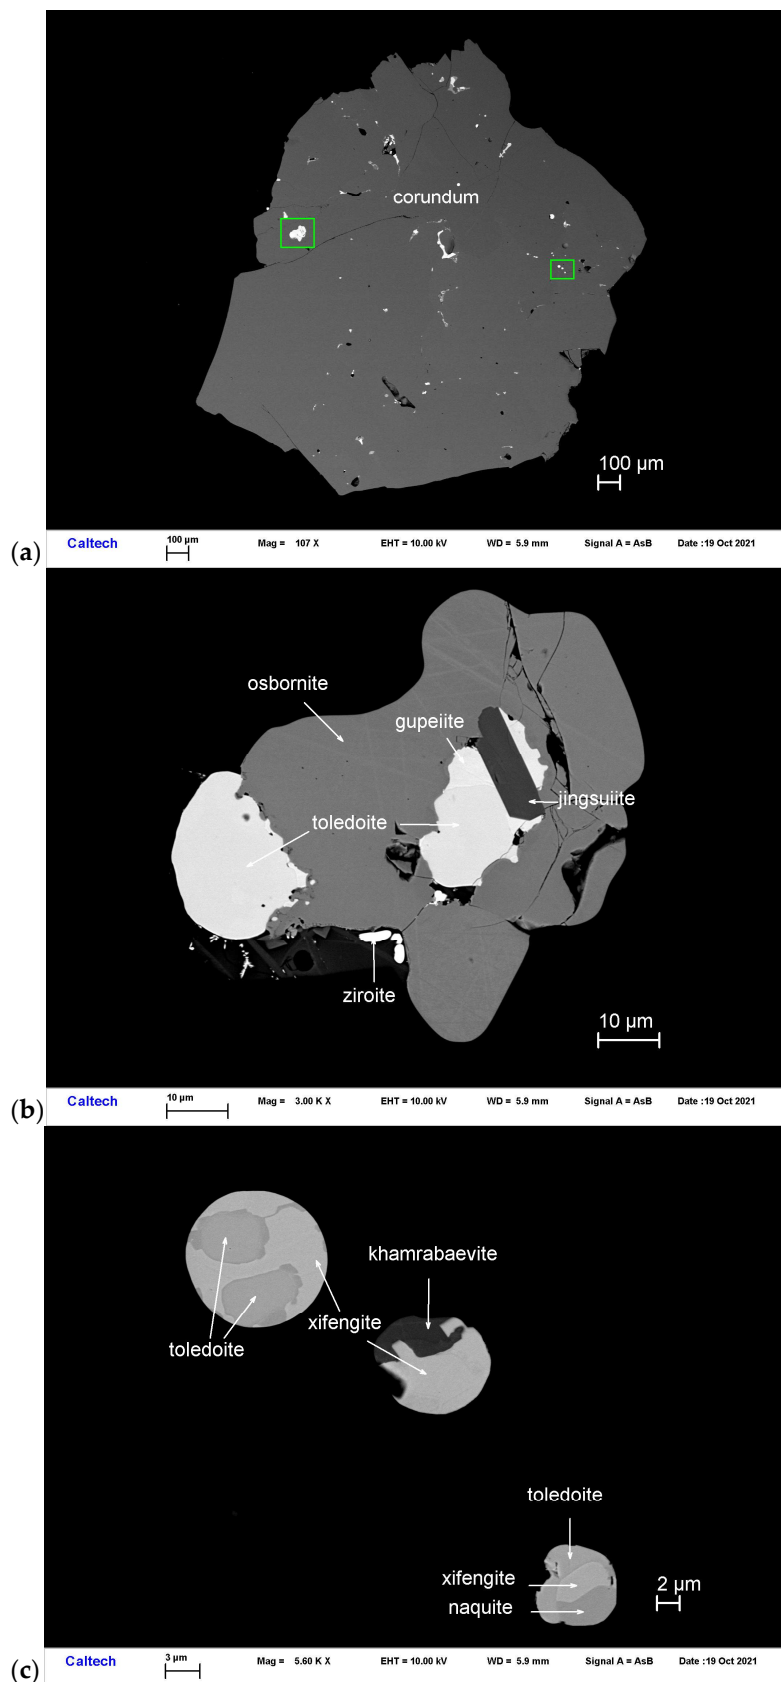 corundum
100 µm
(a)
Caltech 100 µm Mag = 107 X EHT = 10.00 kV WD = 5.9 mm Signal A = AsB Date :19 Oct 2021
osbornite
gupeiite
jingsuiite
toledoite
ziroite
10 µm
(b)
Caltech 10 µm Mag = 3.00 K X EHT = 10.00 kV WD = 5.9 mm Signal A = AsB Date :19 Oct 2021
khamrabaevite
xifengite
toledoite
toledoite
xifengite
2 µm
naquite
(c)
Caltech 3 µm Mag = 5.60 K X EHT = 10.00 kV WD = 5.9 mm Signal A = AsB Date :19 Oct 2021